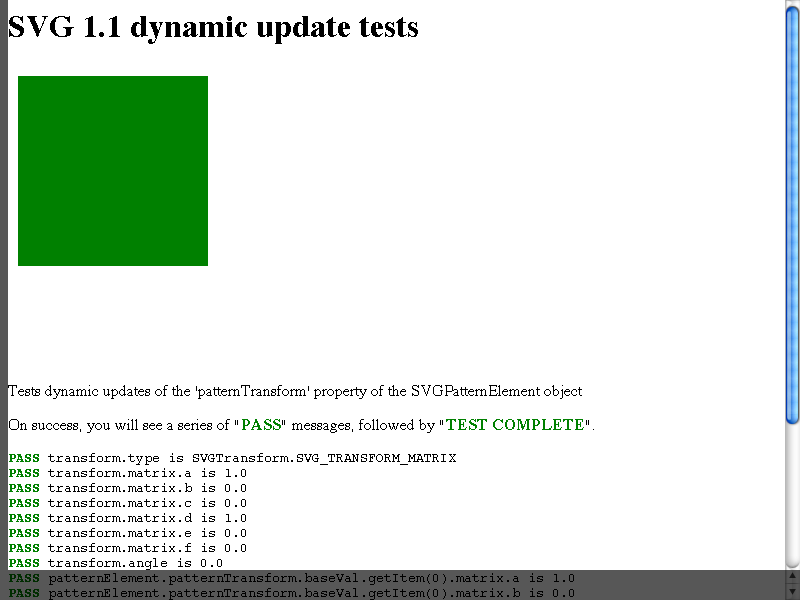 SVG 1.1 dynamic update tests
Tests dynamic updates of the 'patternTransform' property of the SVGPatternElement object
On success, you will see a series of "PASS" messages, followed by "TEST COMPLETE".
PASS transform.type is SVGTransform.SVG_TRANSFORM_MATRIX
PASS transform.matrix.a is 1.0
PASS transform.matrix.b is 0.0
PASS transform.matrix.c is 0.0
PASS transform.matrix.d is 1.0
PASS transform.matrix.e is 0.0
PASS transform.matrix.f is 0.0
PASS transform.angle is 0.0
PASS patternElement.patternTransform.baseVal.getItem(0).matrix.a is 1.0
PASS patternElement.patternTransform.baseVal.getItem(0).matrix.b is 0.0